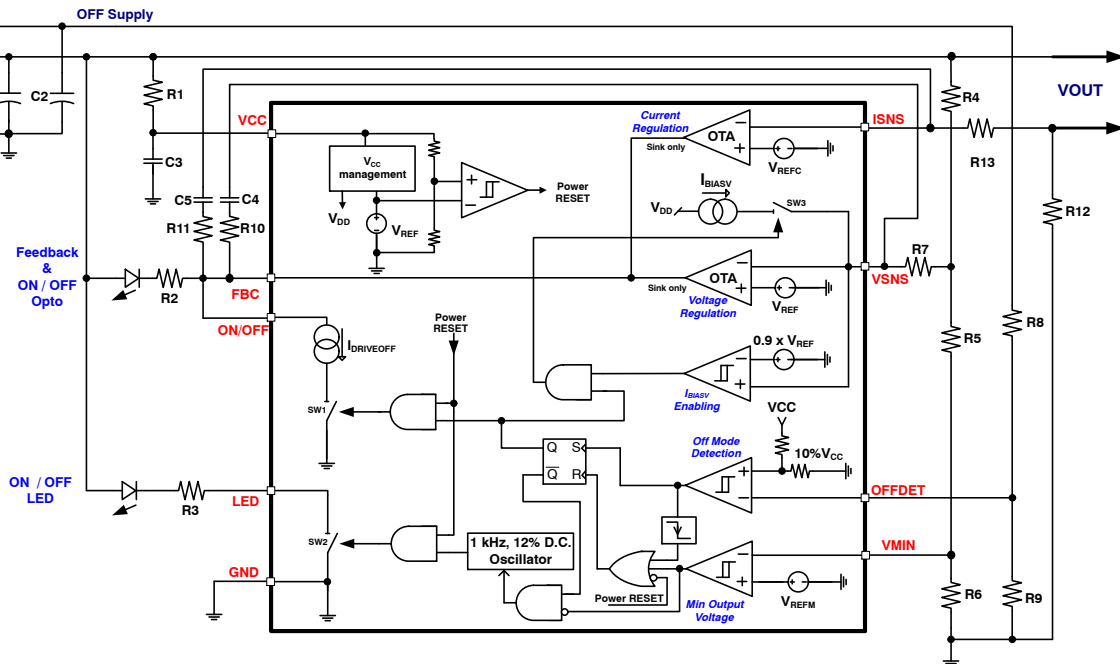 OFF Supply
C2
R1
VCC
C3
C5
C4
R11
R10
Feedback
&
ON / OFF
Opto
R2
FBC
ON/OFF
ON / OFF
LED
R3
LED
GND
VCC
management
VDD
VREF
Power
RESET
Current
Regulation
Sink only
OTA
VREFC
IBIASV
VDD
SW3
OTA
Sink only
Voltage
Regulation
VREF
IDRIVEOFF
Power
RESET
SW1
0.9 x VREF
IBIASV
Enabling
VCC
10%VCC
Off Mode
Detection
Q
S
Q
R
SW2
1 kHz, 12% D.C.
Oscillator
Power RESET
Min Output
Voltage
VREFM
ISNS
VSNS
OFFDET
VMIN
R4
R13
VOUT
R12
R7
R5
R8
R6
R9